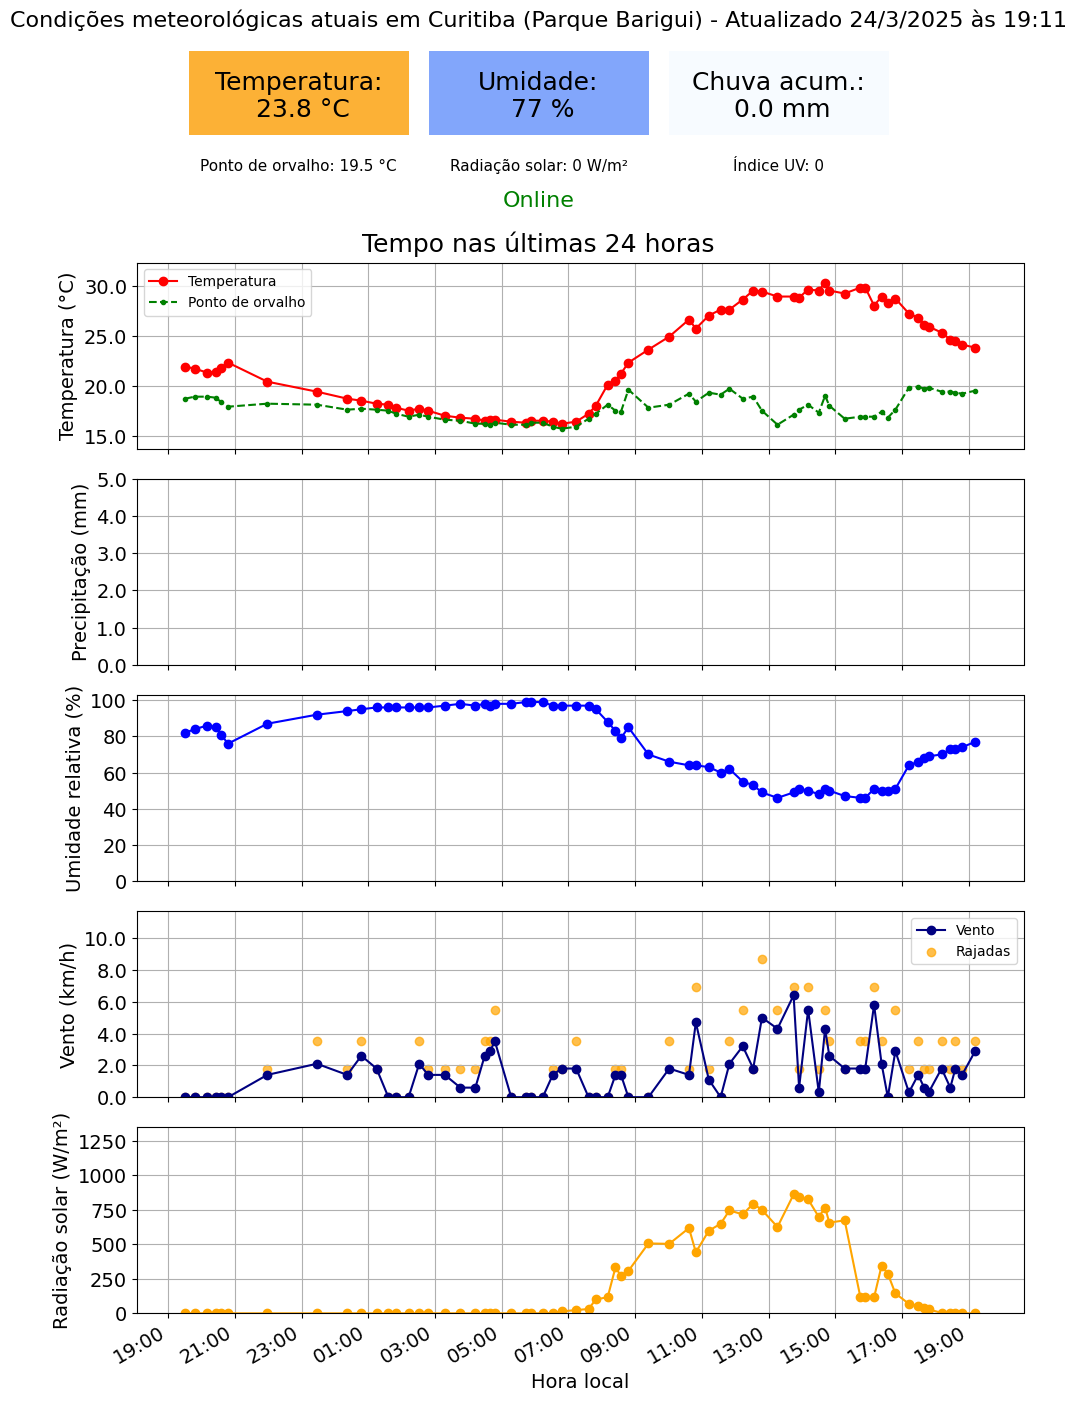 Condições meteorológicas atuais em Curitiba (Parque Barigui) - Atualizado 24/3/2025 às 19:11
Temperatura:
23.8 °C
Umidade:
77 %
Chuva acum.:
0.0 mm
Ponto de orvalho: 19.5 °C
Radiação solar: 0 W/m²
Índice UV: 0
Online
Tempo nas últimas 24 horas
Temperatura (°C)
30.0
25.0
20.0
15.0
Temperatura
Ponto de orvalho
Precipitação (mm)
5.0
4.0
3.0
2.0
1.0
0.0
Umidade relativa (%)
100
80
60
40
20
0
Vento (km/h)
10.0
8.0
6.0
4.0
2.0
0.0
Vento
Rajadas
Radiação solar (W/m²)
1250
1000
750
500
250
0
19:00
21:00
23:00
01:00
03:00
05:00
07:00
09:00
11:00
13:00
15:00
17:00
19:00
Hora local